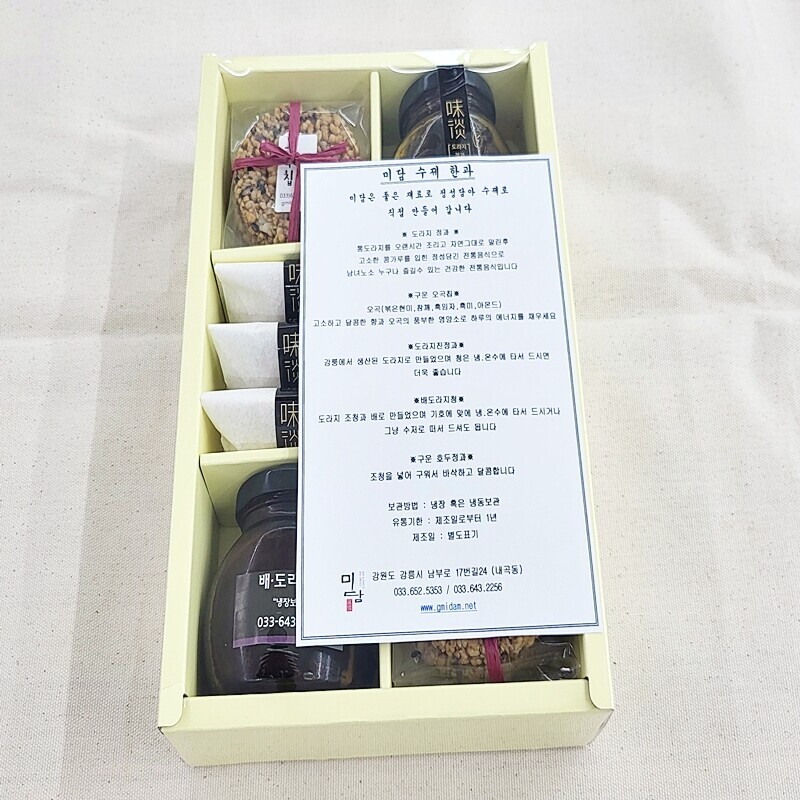 味
淡
도라지
칩
미담 수제 한과
미담은 좋은 재료로 정성담아 수제로
직접 만들어 갑니다
※ 도라지 정과 ※
통도라지를 오랜시간 조리고 자연그대로 말린후
고소한 콩가루를 입힌 정성담긴 전통음식으로
남녀노소 누구나 즐길수 있는 건강한 전통음식입니다
※구운 오곡칩※
오곡(볶은현미,참깨,흑임자,흑미,아몬드)
고소하고 달콤한 향과 오곡의 풍부한 영양소로 하루의 에너지를 채우세요
※도라지진정과※
강릉에서 생산된 도라지로 만들었으며 청은 냉.온수에 타서 드시면
더욱 좋습니다
※배도라지청※
도라지 조청과 배로 만들었으며 기호에 맞에 냉.온수에 타서 드시거나
그냥 수저로 떠서 드셔도 됩니다
※구운 호두정과※
조청을 넣어 구워서 바삭하고 달콤합니다
보관방법 : 냉장 혹은 냉동보관
유통기한 : 제조일로부터 1년
제조일 : 별도표기
미담
강원도 강릉시 남부로 17번길24 (내곡동)
033.652.5353 / 033.643.2256
www.gmidam.net
味
淡
味
淡
味
淡
배·도라
"냉장보
033-643